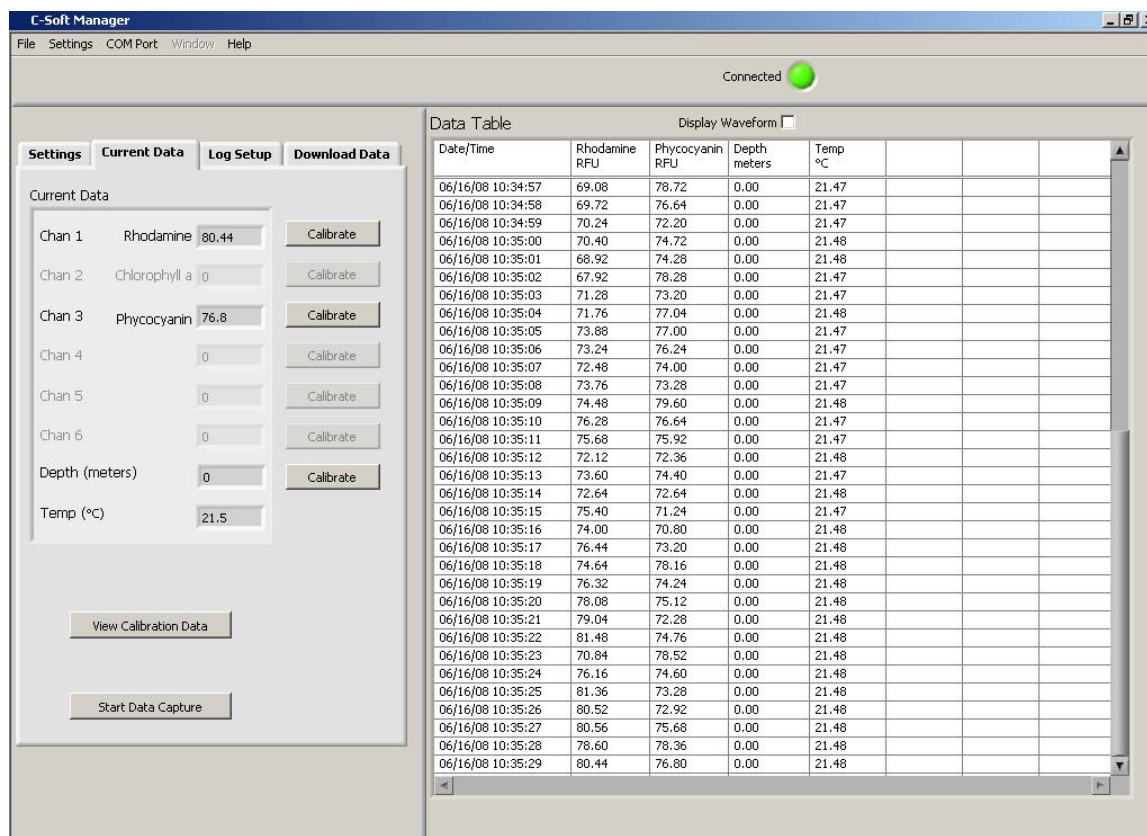 C-Soft Manager
File Settings COM Port Window Help
Connected
Settings Current Data Log Setup Download Data
Current Data
Chan 1 Rhodamine 80.44 Calibrate
Chan 2 Chlorophyll a 0 Calibrate
Chan 3 Phycocyanin 76.8 Calibrate
Chan 4 0 Calibrate
Chan 5 0 Calibrate
Chan 6 0 Calibrate
Depth (meters) 0 Calibrate
Temp (°C) 21.5
View Calibration Data
Start Data Capture
Data Table Display Waveform
Date/Time Rhodamine Phycocyanin Depth Temp
RFU RFU meters °C
06/16/08 10:34:57 69.08 78.72 0.00 21.47
06/16/08 10:34:58 69.72 76.64 0.00 21.47
06/16/08 10:34:59 70.24 72.20 0.00 21.47
06/16/08 10:35:00 70.40 74.72 0.00 21.48
06/16/08 10:35:01 68.92 74.28 0.00 21.48
06/16/08 10:35:02 67.92 78.28 0.00 21.47
06/16/08 10:35:03 71.28 73.20 0.00 21.47
06/16/08 10:35:04 71.76 77.04 0.00 21.48
06/16/08 10:35:05 73.88 77.00 0.00 21.47
06/16/08 10:35:06 73.24 76.24 0.00 21.47
06/16/08 10:35:07 72.48 74.00 0.00 21.47
06/16/08 10:35:08 73.76 73.28 0.00 21.47
06/16/08 10:35:09 74.48 79.60 0.00 21.48
06/16/08 10:35:10 76.28 76.64 0.00 21.47
06/16/08 10:35:11 75.68 75.92 0.00 21.47
06/16/08 10:35:12 72.12 72.36 0.00 21.48
06/16/08 10:35:13 73.60 74.40 0.00 21.47
06/16/08 10:35:14 72.64 72.64 0.00 21.48
06/16/08 10:35:15 75.40 71.24 0.00 21.47
06/16/08 10:35:16 74.00 70.80 0.00 21.48
06/16/08 10:35:17 76.44 73.20 0.00 21.48
06/16/08 10:35:18 74.64 78.16 0.00 21.48
06/16/08 10:35:19 76.32 74.24 0.00 21.48
06/16/08 10:35:20 78.08 75.12 0.00 21.48
06/16/08 10:35:21 79.04 72.28 0.00 21.48
06/16/08 10:35:22 81.48 74.76 0.00 21.48
06/16/08 10:35:23 70.84 78.52 0.00 21.48
06/16/08 10:35:24 76.16 74.60 0.00 21.48
06/16/08 10:35:25 81.36 73.28 0.00 21.48
06/16/08 10:35:26 80.52 72.92 0.00 21.48
06/16/08 10:35:27 80.56 75.68 0.00 21.48
06/16/08 10:35:28 78.60 78.36 0.00 21.48
06/16/08 10:35:29 80.44 76.80 0.00 21.48